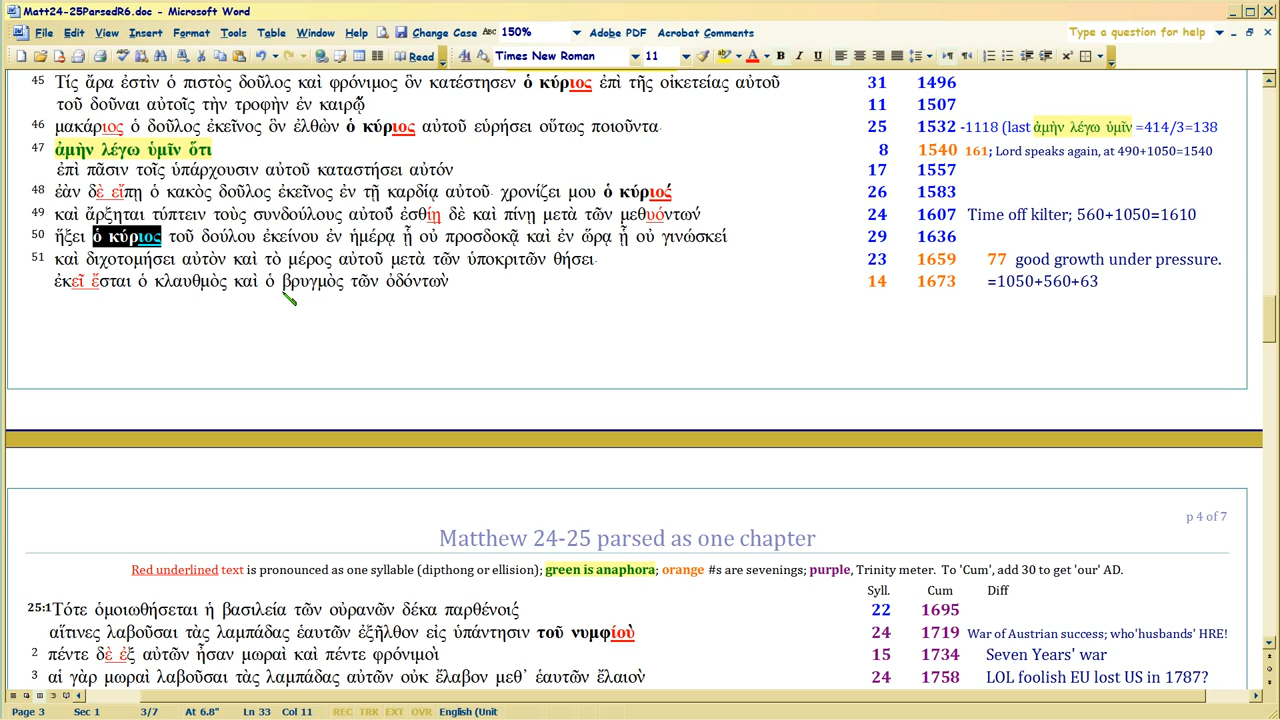 Matt24-25ParsedR6.doc - Microsoft Word
File Edit View Insert Format Tools Table Window Help Change Case ABC 150% Adobe PDF Acrobat Comments Type a question for help
Read Times New Roman 11 B I U
45 Τίς ἄρα ἐστὶν ὁ πιστὸς δοῦλος καὶ φρόνιμος ὃν κατέστησεν ὁ κύριος ἐπὶ τῆς οἰκετείας αὐτοῦ 31 1496
τοῦ δοῦναι αὐτοῖς τὴν τροφὴν ἐν καιρῷ 11 1507
46 μακάριος ὁ δοῦλος ἐκεῖνος ὃν ἐλθὼν ὁ κύριος αὐτοῦ εὑρήσει οὕτως ποιοῦντα· 25 1532 -1118 (last ἀμὴν λέγω ὑμῖν =414/3=138
47 ἀμὴν λέγω ὑμῖν ὅτι 8 1540 161; Lord speaks again, at 490+1050=1540
ἐπὶ πᾶσιν τοῖς ὑπάρχουσιν αὐτοῦ καταστήσει αὐτόν 17 1557
48 ἐὰν δὲ εἴπῃ ὁ κακὸς δοῦλος ἐκεῖνος ἐν τῇ καρδίᾳ αὐτοῦ· χρονίζει μου ὁ κύριος 26 1583
49 καὶ ἄρξηται τύπτειν τοὺς συνδούλους αὐτοῦ ἐσθίῃ δὲ καὶ πίνῃ μετὰ τῶν μεθυόντων 24 1607 Time off kilter; 560+1050=1610
50 ἥξει ὁ κύριος τοῦ δούλου ἐκείνου ἐν ἡμέρᾳ ᾗ οὐ προσδοκᾷ καὶ ἐν ὥρᾳ ᾗ οὐ γινώσκει 29 1636
51 καὶ διχοτομήσει αὐτὸν καὶ τὸ μέρος αὐτοῦ μετὰ τῶν ὑποκριτῶν θήσει· 23 1659 77 good growth under pressure.
ἐκεῖ ἔσται ὁ κλαυθμὸς καὶ ὁ βρυγμὸς τῶν ὀδόντων 14 1673 =1050+560+63
p 4 of 7
Matthew 24-25 parsed as one chapter
Red underlined text is pronounced as one syllable (dipthong or ellision); green is anaphora; orange #s are sevenings; purple, Trinity meter. To 'Cum', add 30 to get 'our' AD.
Syll. Cum Diff
25:1 Τότε ὁμοιωθήσεται ἡ βασιλεία τῶν οὐρανῶν δέκα παρθένοις 22 1695
αἵτινες λαβοῦσαι τὰς λαμπάδας ἑαυτῶν ἐξῆλθον εἰς ὑπάντησιν τοῦ νυμφίου 24 1719 War of Austrian success; who'husbands' HRE!
2 πέντε δὲ ἐξ αὐτῶν ἦσαν μωραὶ καὶ πέντε φρόνιμοι 15 1734 Seven Years' war
3 αἱ γὰρ μωραὶ λαβοῦσαι τὰς λαμπάδας αὐτῶν οὐκ ἔλαβον μεθ᾽ ἑαυτῶν ἔλαιον 24 1758 LOL foolish EU lost US in 1787?
Page 3 Sec 1 3/7 At 6.8" Ln 33 Col 11 REC TRK EXT OVR English (Unit